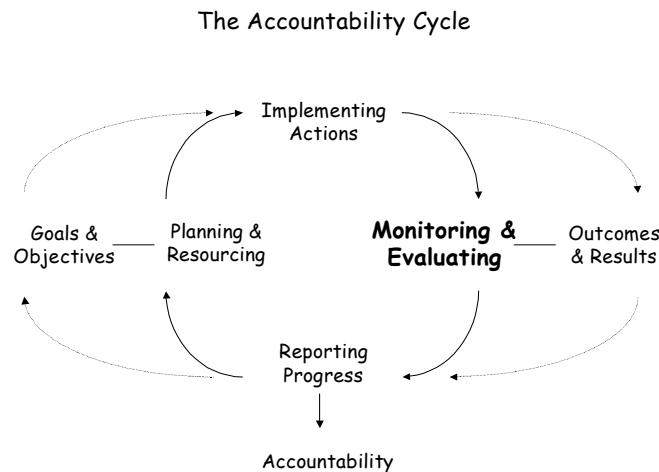 The Accountability Cycle
Implementing
Actions
Goals &
Objectives
Planning &
Resourcing
Monitoring &
Evaluating
Outcomes
& Results
Reporting
Progress
Accountability